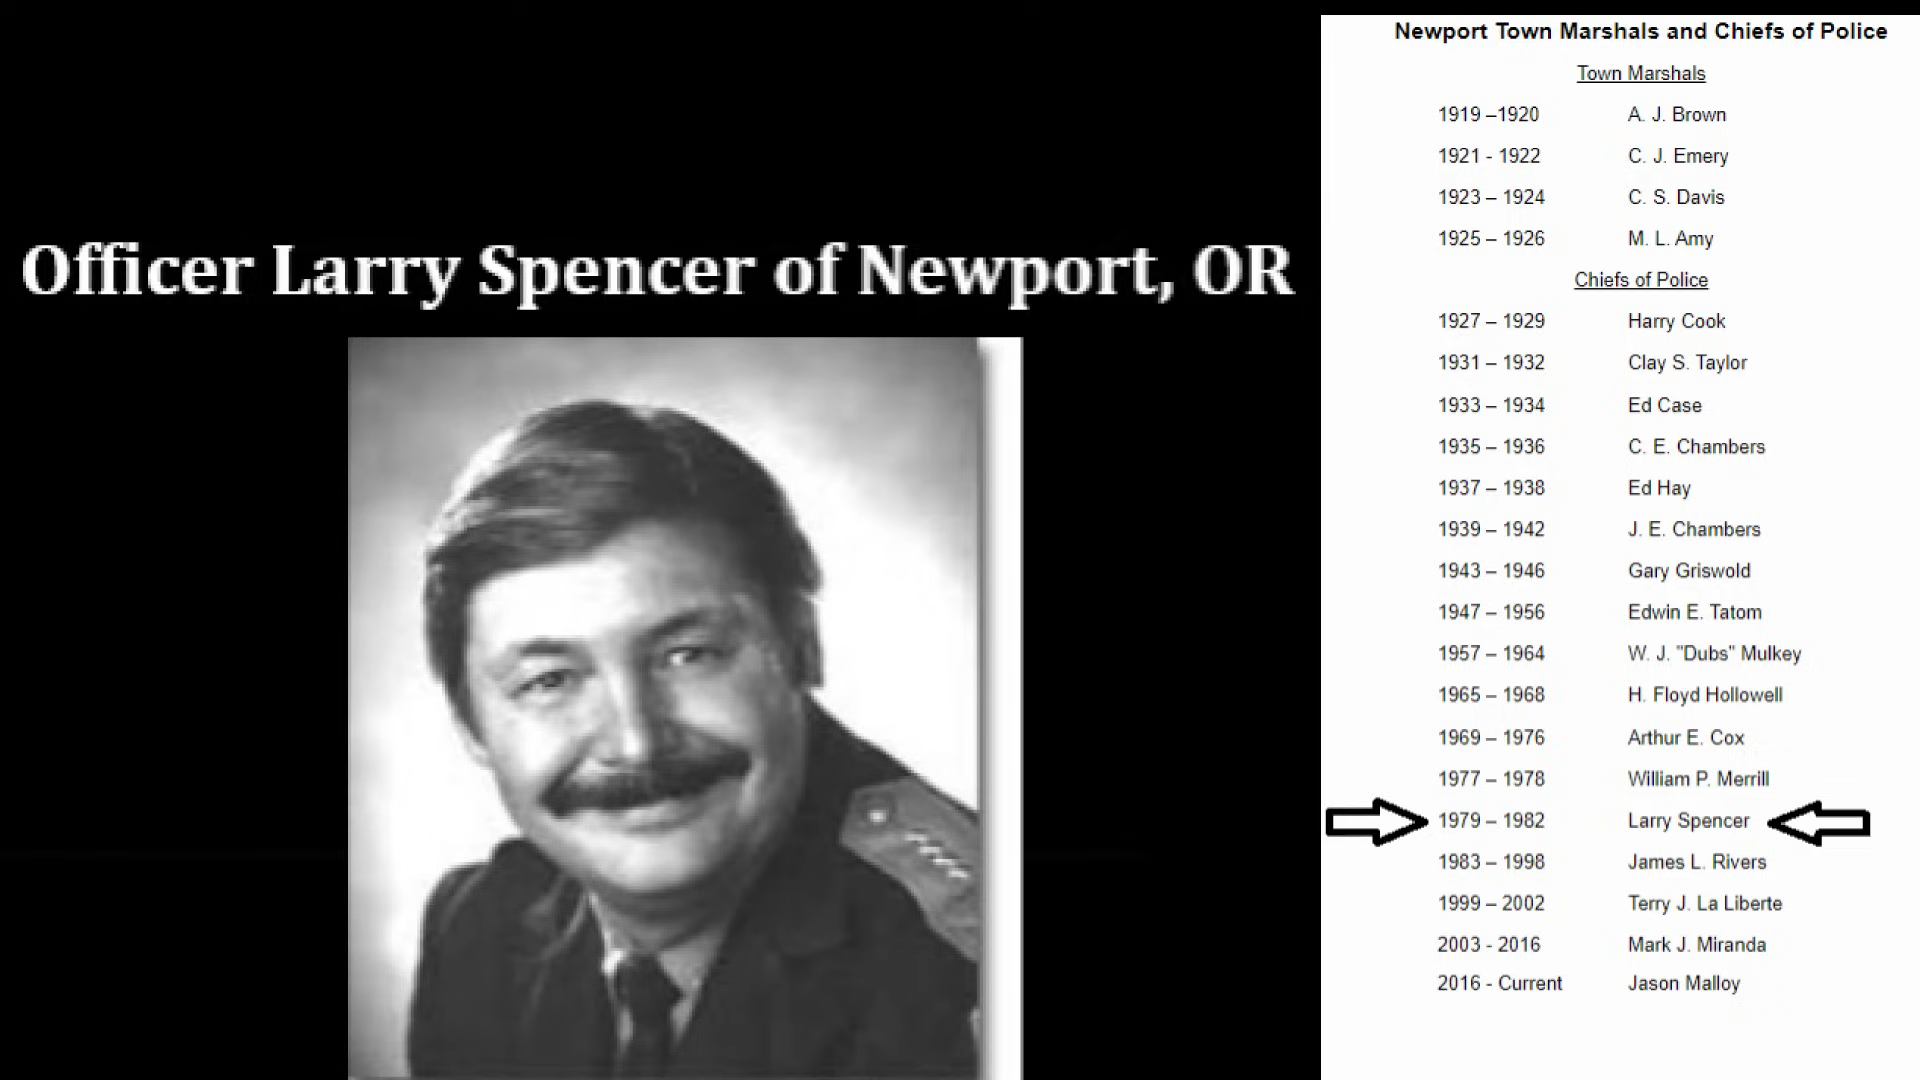 Officer Larry Spencer of Newport, OR
Newport Town Marshals and Chiefs of Police
Town Marshals
1919 –1920 A. J. Brown
1921 - 1922 C. J. Emery
1923 – 1924 C. S. Davis
1925 – 1926 M. L. Amy
Chiefs of Police
1927 – 1929 Harry Cook
1931 – 1932 Clay S. Taylor
1933 – 1934 Ed Case
1935 – 1936 C. E. Chambers
1937 – 1938 Ed Hay
1939 – 1942 J. E. Chambers
1943 – 1946 Gary Griswold
1947 – 1956 Edwin E. Tatom
1957 – 1964 W. J. "Dubs" Mulkey
1965 – 1968 H. Floyd Hollowell
1969 – 1976 Arthur E. Cox
1977 – 1978 William P. Merrill
1979 – 1982 Larry Spencer
1983 – 1998 James L. Rivers
1999 – 2002 Terry J. La Liberte
2003 - 2016 Mark J. Miranda
2016 - Current Jason Malloy